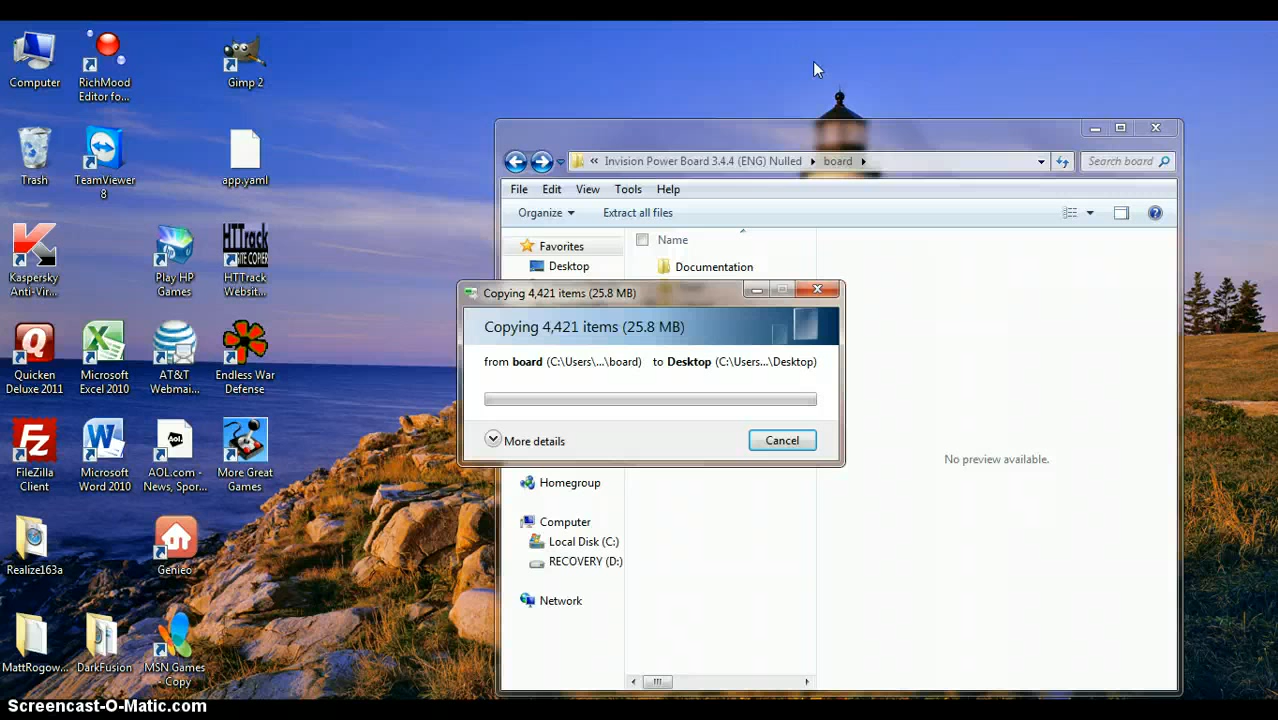 Computer
RichMood
Editor fo...
Gimp 2
Trash
TeamViewer
8
app.yaml
Kaspersky
Anti-Vir...
Play HP
Games
HTTrack
SITE COPIER
HTTrack
Websit...
Quicken
Deluxe 2011
Microsoft
Excel 2010
AT&T
Webmai...
Endless War
Defense
FileZilla
Client
Microsoft
Word 2010
Aol.
AOL.com -
News, Spor...
More Great
Games
Realize163a
Genieo
MattRogow...
DarkFusion
MSN Games
- Copy
« Invision Power Board 3.4.4 (ENG) Nulled board
Search board
File Edit View Tools Help
Organize Extract all files
Favorites
Name
Desktop
Documentation
Copying 4,421 items (25.8 MB)
Copying 4,421 items (25.8 MB)
from board (C:\Users\...\board) to Desktop (C:\Users...\Desktop)
More details
Cancel
No preview available.
Homegroup
Computer
Local Disk (C:)
RECOVERY (D:)
Network
Screencast-O-Matic.com